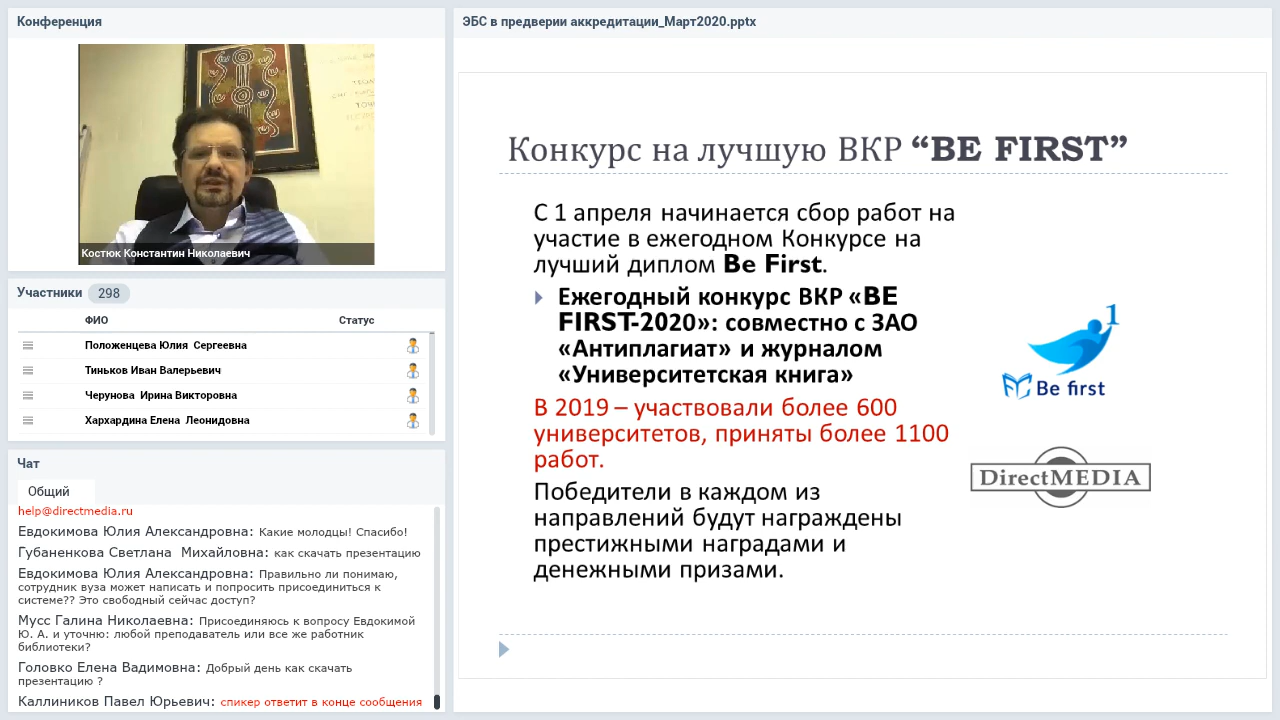 Конференция
Костюк Константин Николаевич
Участники 298
ФИО Статус
Положенцева Юлия Сергеевна
Тиньков Иван Валерьевич
Черунова Ирина Викторовна
Хархардина Елена Леонидовна
Чат
Общий
help@directmedia.ru
Евдокимова Юлия Александровна: Какие молодцы! Спасибо!
Губаненкова Светлана Михайловна: как скачать презентацию
Евдокимова Юлия Александровна: Правильно ли понимаю,
сотрудник вуза может написать и попросить присоединиться к
системе?? Это свободный сейчас доступ?
Мусс Галина Николаевна: Присоединяюсь к вопросу Евдокимой
Ю. А. и уточню: любой преподаватель или все же работник
библиотеки?
Головко Елена Вадимовна: Добрый день как скачать
презентацию ?
Каллиников Павел Юрьевич: спикер ответит в конце сообщения
ЭБС в предверии аккредитации_Март2020.pptx
Конкурс на лучшую ВКР “BE FIRST”
С 1 апреля начинается сбор работ на
участие в ежегодном Конкурсе на
лучший диплом Be First.
Ежегодный конкурс ВКР «BE
FIRST-2020»: совместно с ЗАО
«Антиплагиат» и журналом
«Университетская книга»
В 2019 – участвовали более 600
университетов, приняты более 1100
работ.
Победители в каждом из
направлений будут награждены
престижными наградами и
денежными призами.
1
Be first
DirectMEDIA